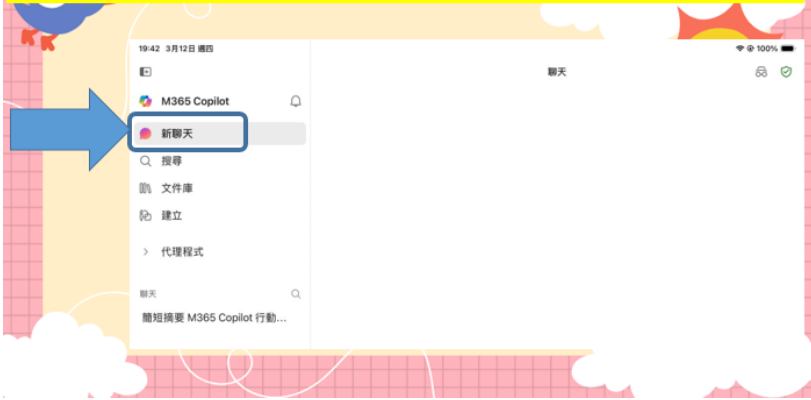 19:42 3月12日 週四
100%
聊天
M365 Copilot
新聊天
搜尋
文件庫
建立
代理程式
聊天
簡短摘要 M365 Copilot 行動...